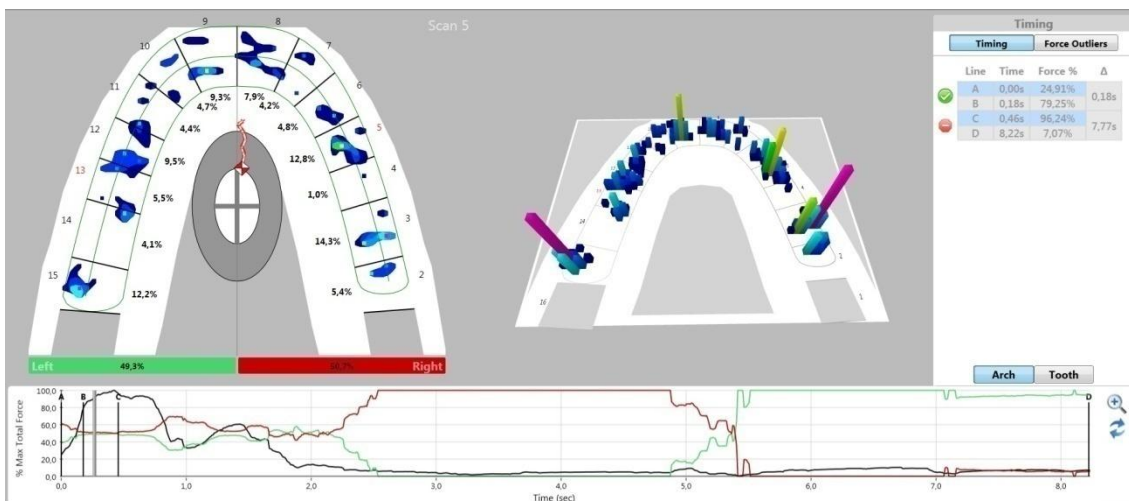 Scan 5
9 8
10 7
11 6
12 5
13 4
14 3
15 2
9,3% 7,9%
4,7% 4,2%
4,4% 4,8%
9,5% 12,8%
5,5% 1,0%
4,1% 14,3%
12,2% 5,4%
Left 49,3% Right
14
16 1
Timing
Timing Force Outliers
Line Time Force % Δ
A 0,00s 24,91%
B 0,18s 79,25% 0,18s
C 0,46s 96,24%
D 8,22s 7,07% 7,77s
Arch Tooth
% Max Total Force
100,0
80,0
60,0
40,0
20,0
0,0
A B C D
0,0 1,0 2,0 3,0 4,0 5,0 6,0 7,0 8,0
Time (sec)